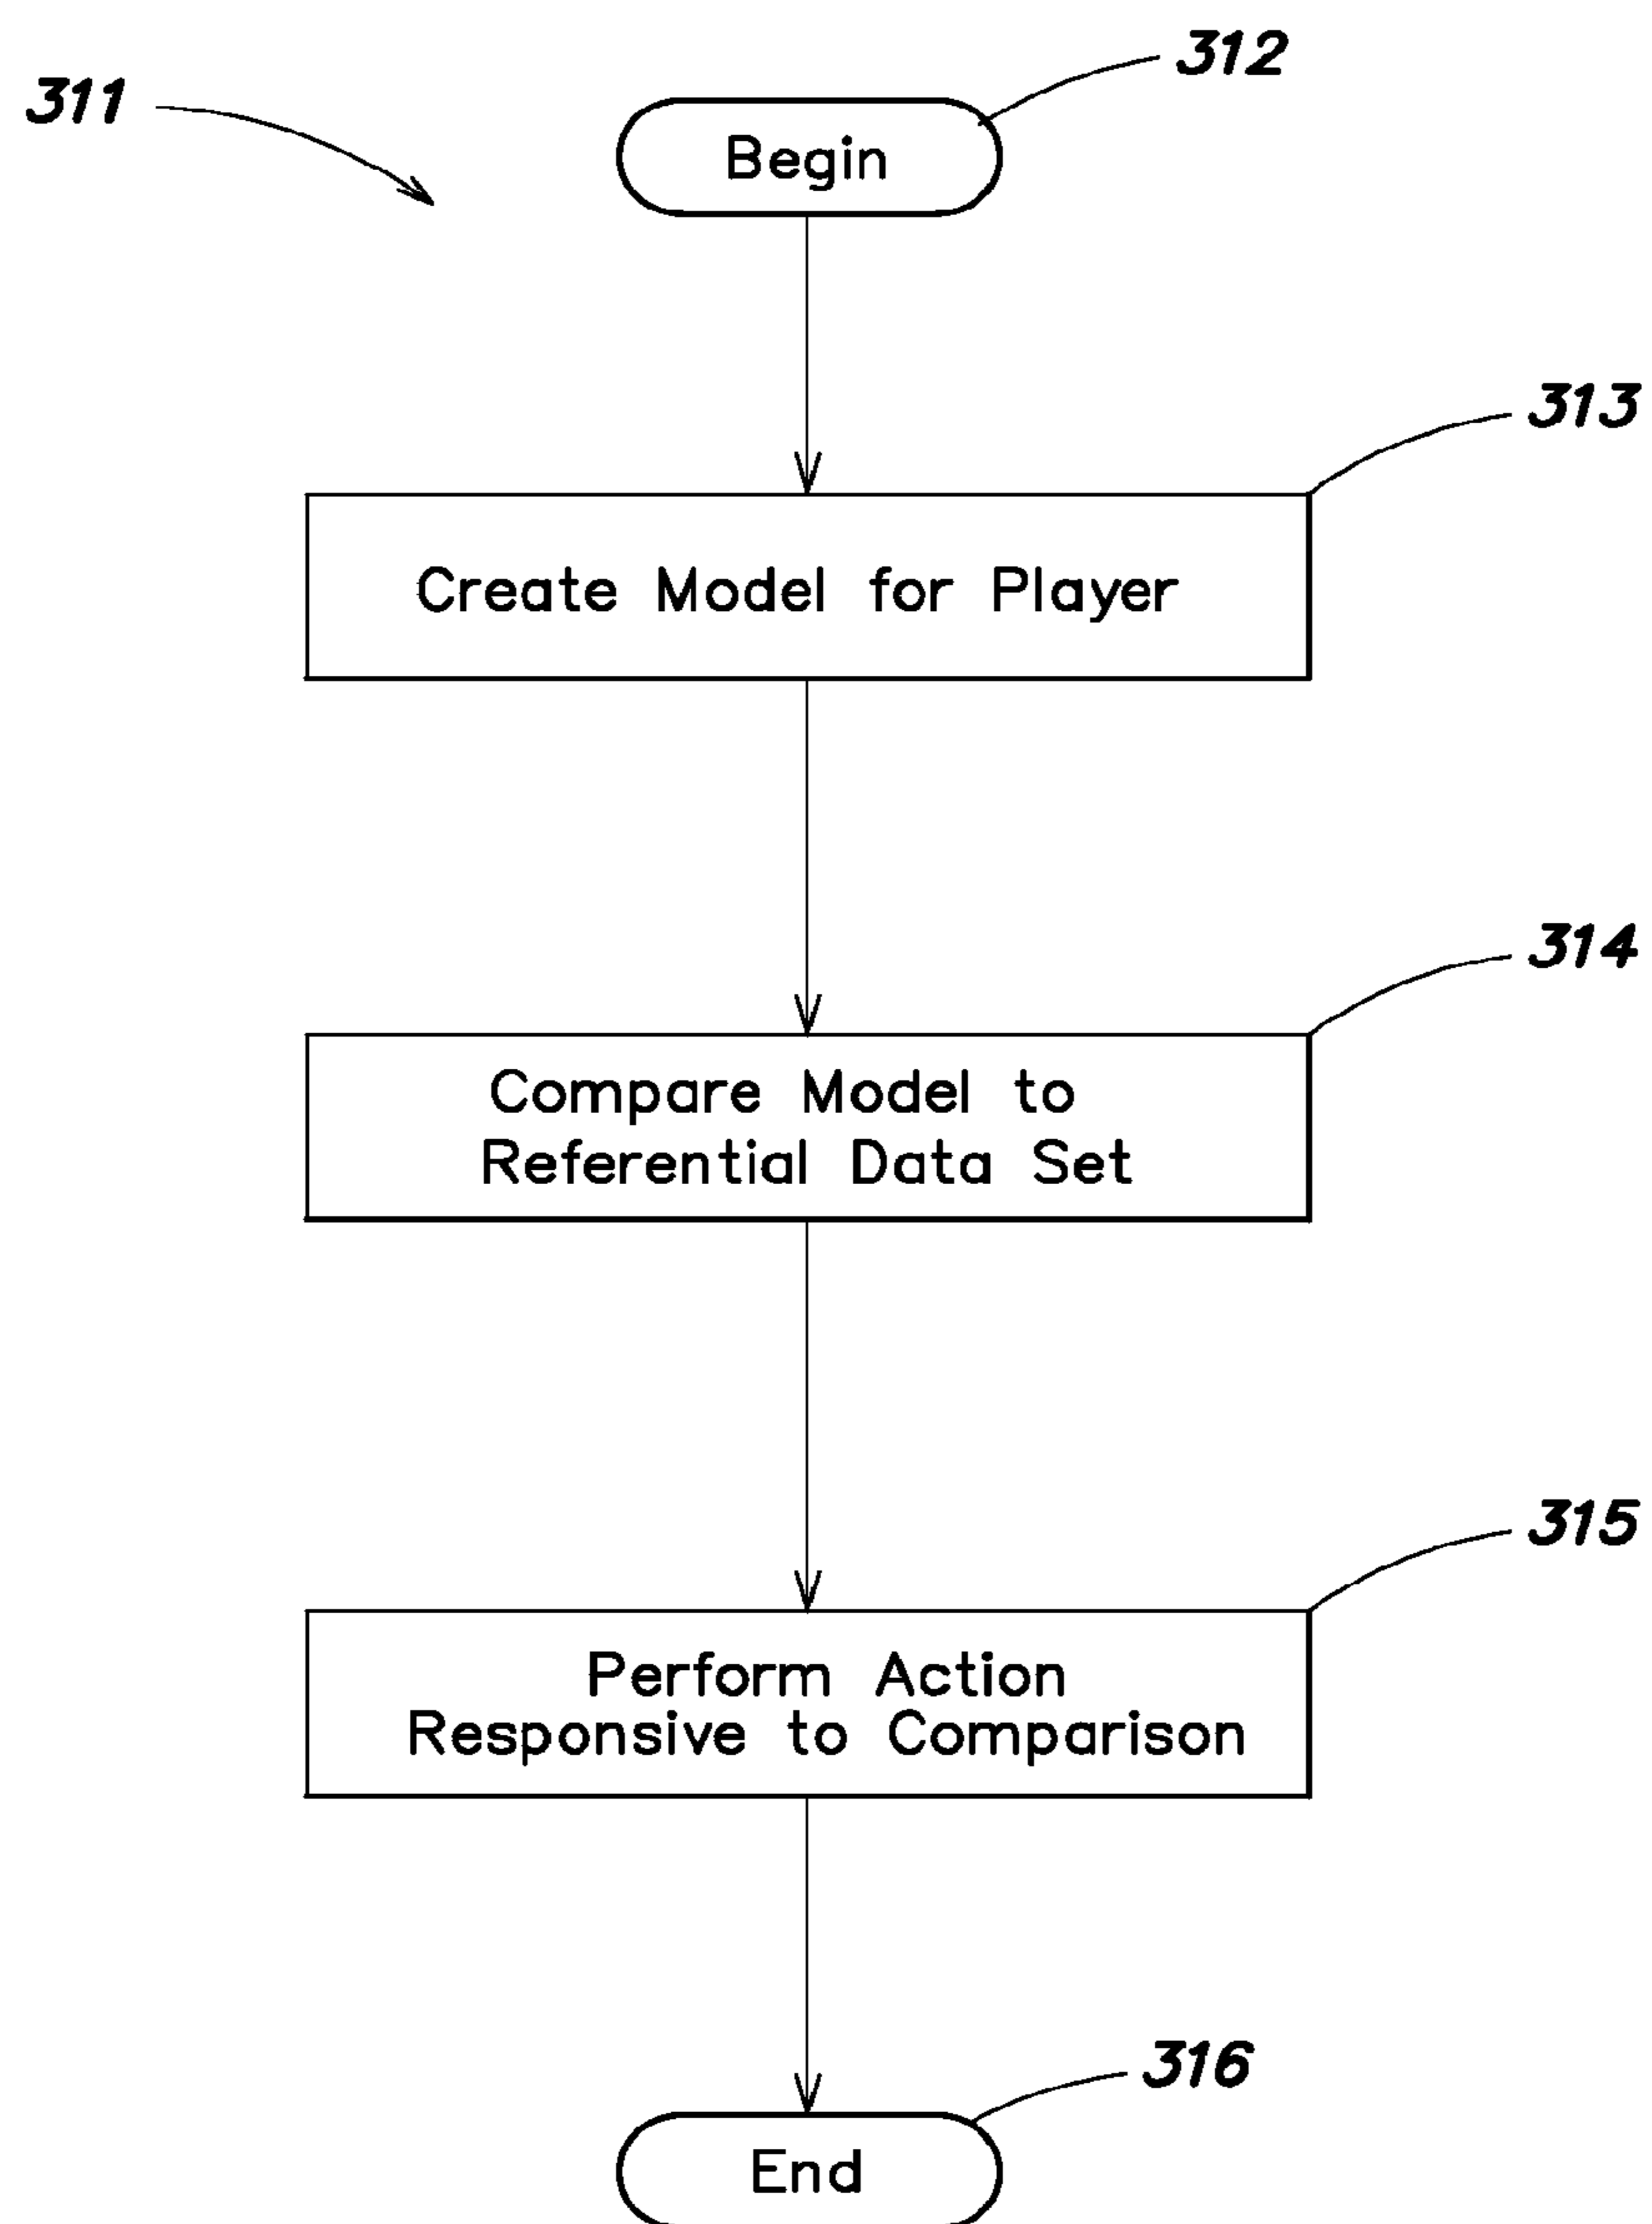 312
311
Begin
313
Create Model for Player
314
Compare Model to
Referential Data Set
315
Perform Action
Responsive to Comparison
316
End